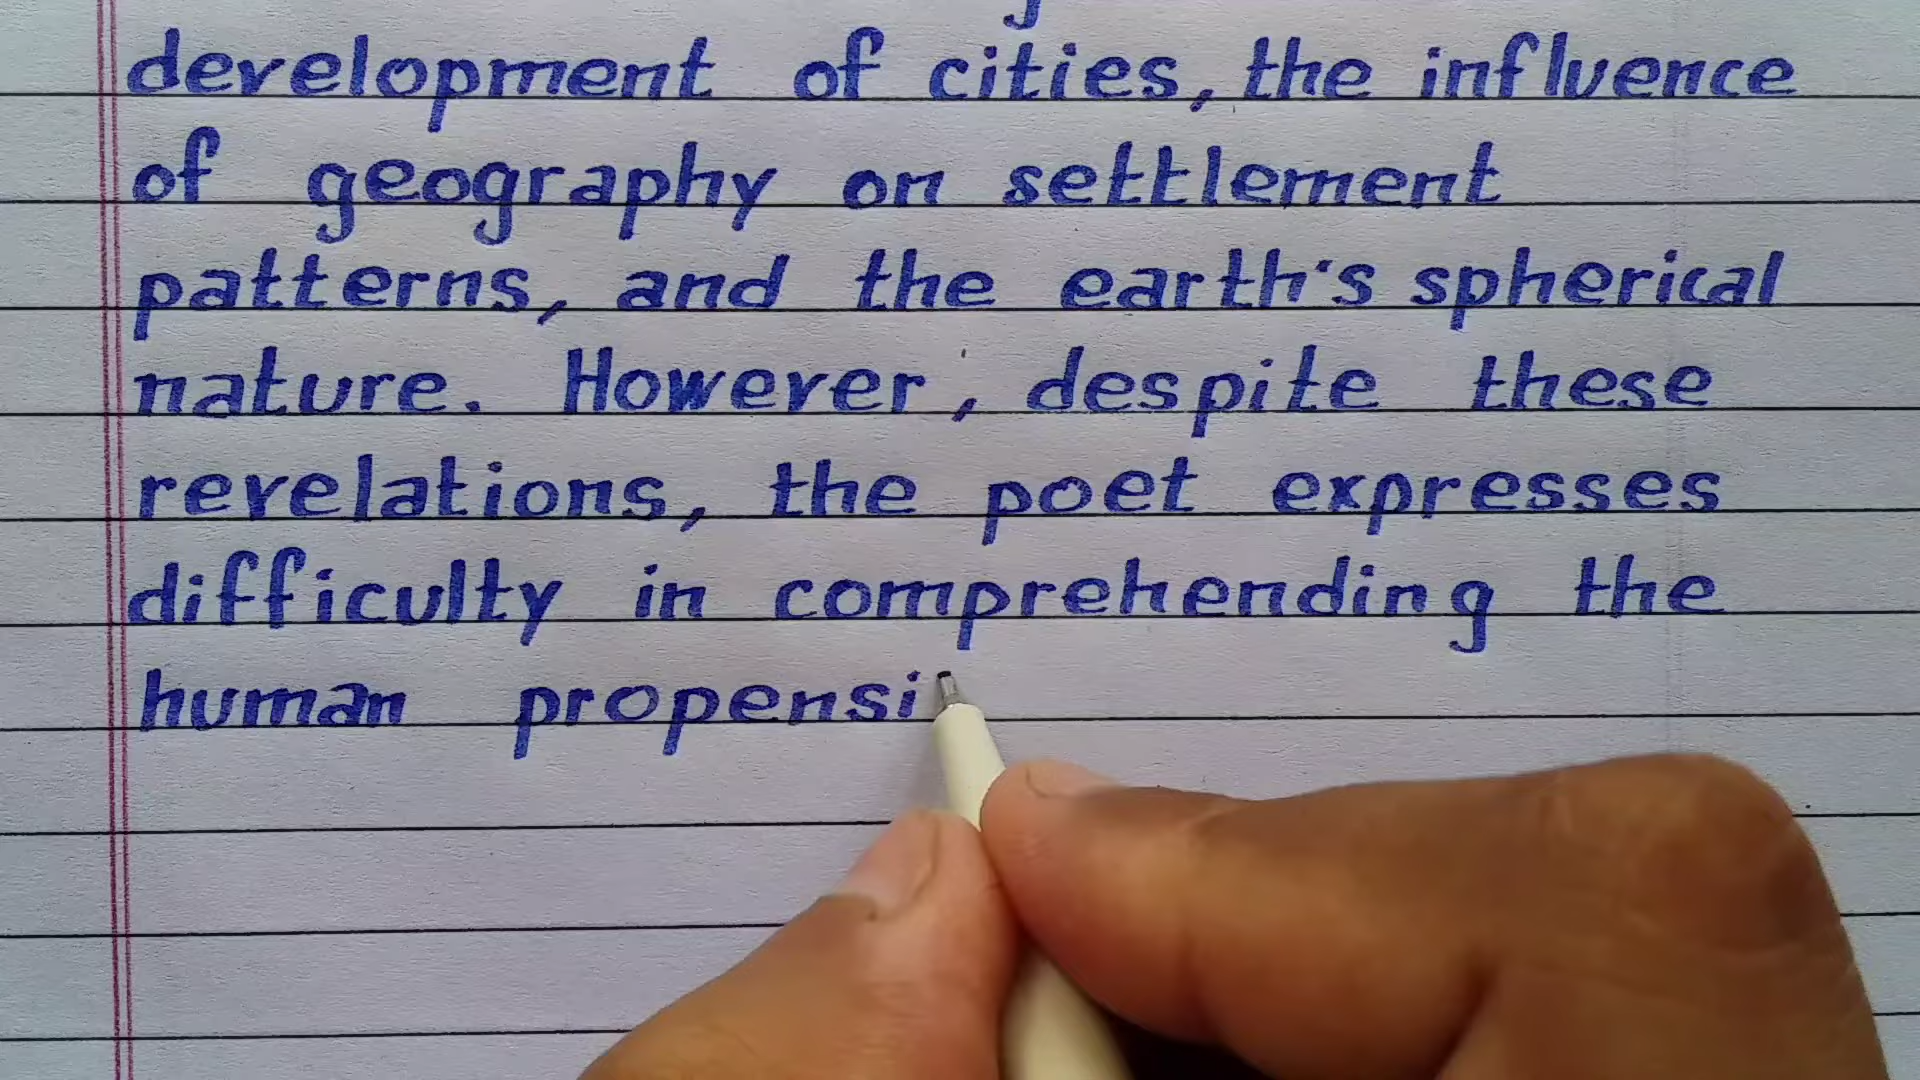 development of cities, the influence
of geography on settlement
patterns, and the earth's spherical
nature. However, despite these
revelations, the poet expresses
difficulty in comprehending the
human propensi